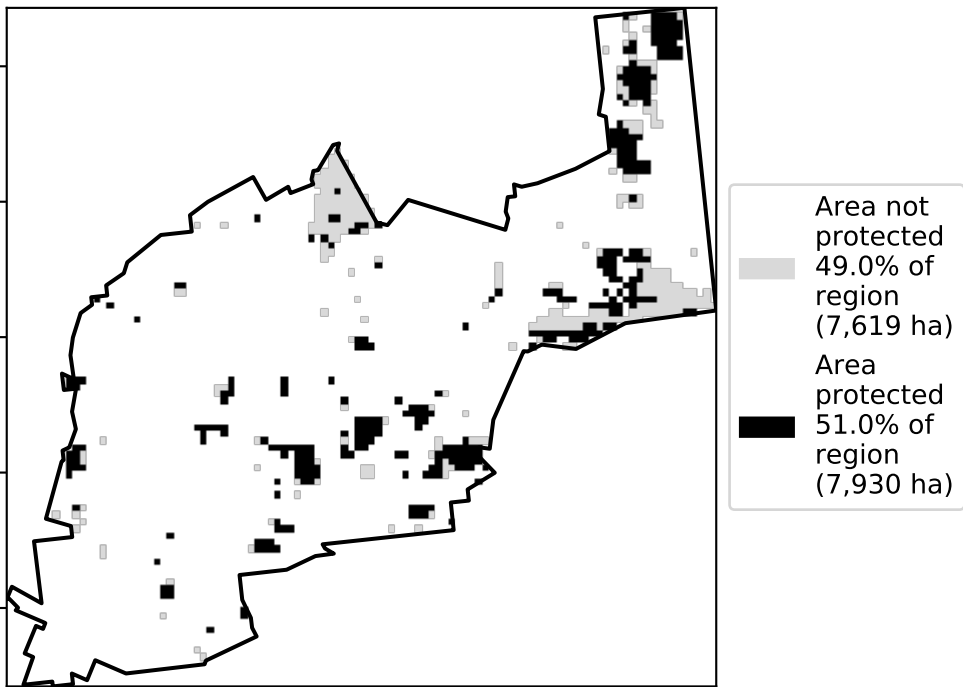 Area not
protected
49.0% of
region
(7,619 ha)
Area
protected
51.0% of
region
(7,930 ha)